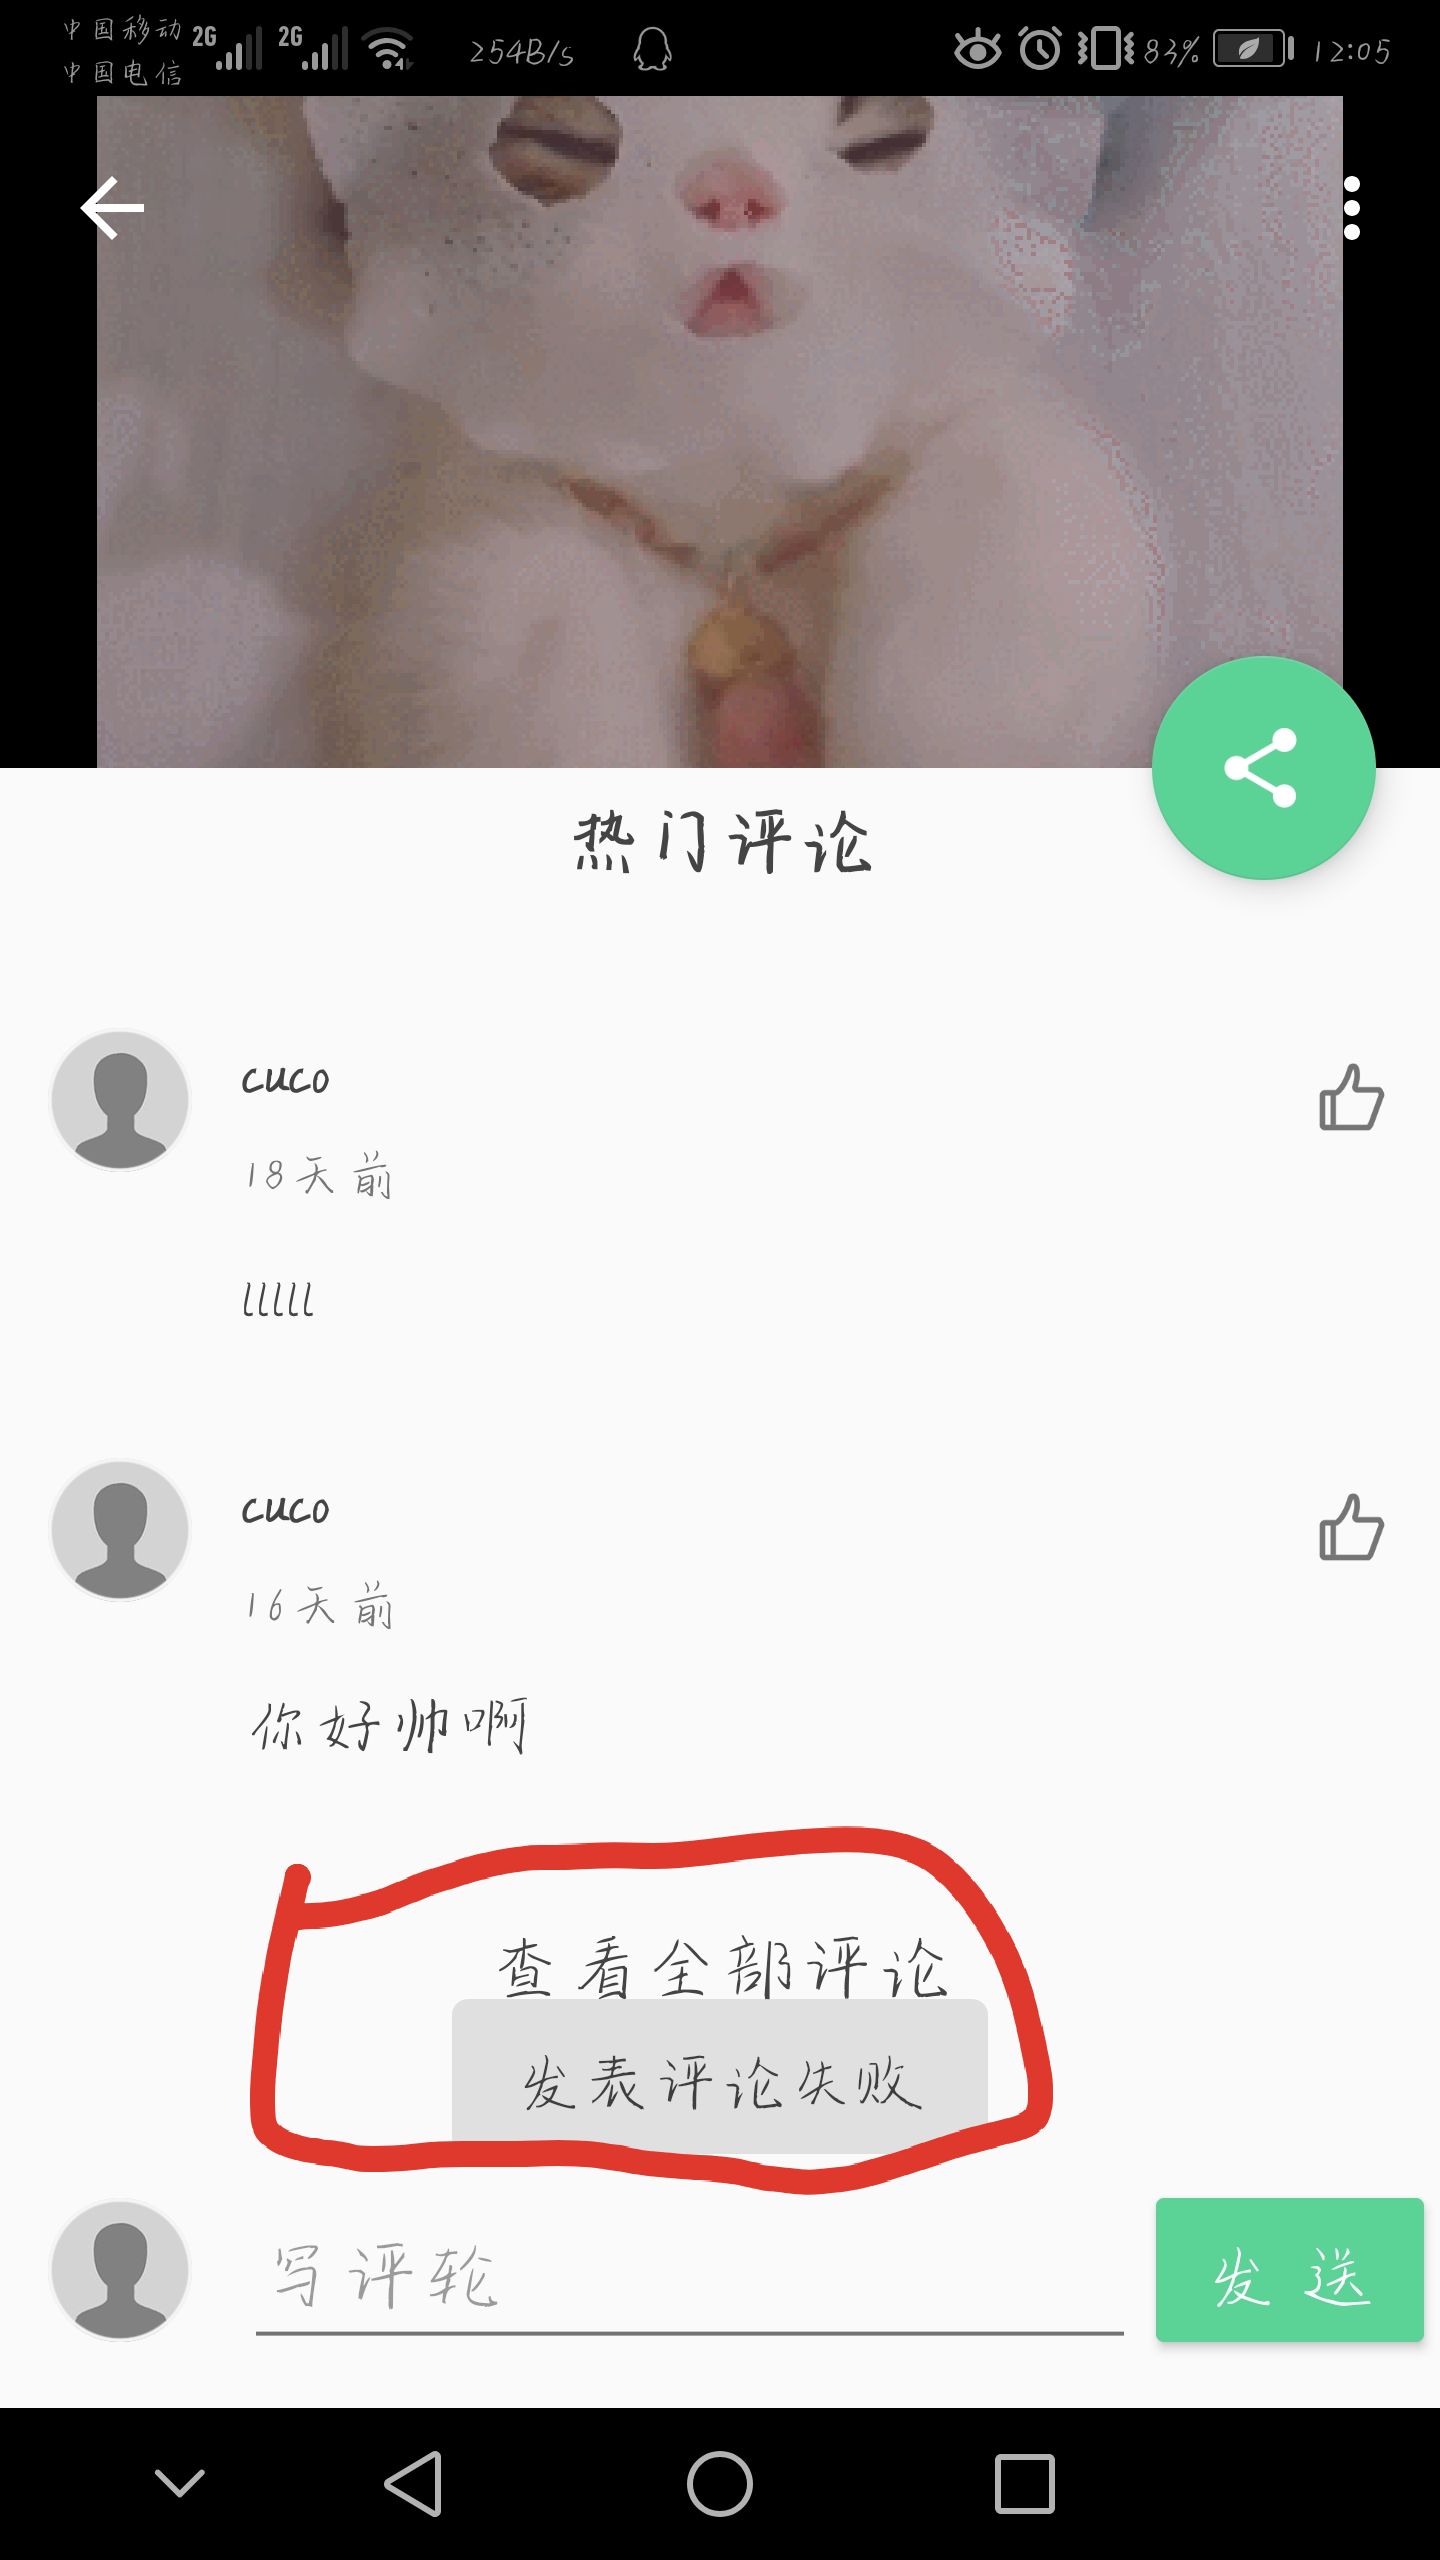 中国移动
中国电信
2G
2G
254B/s
83%
12:05
热门评论
cuco
18天前
lllll
cuco
16天前
你好帅啊
查看全部评论
发表评论失败
写评轮
发送